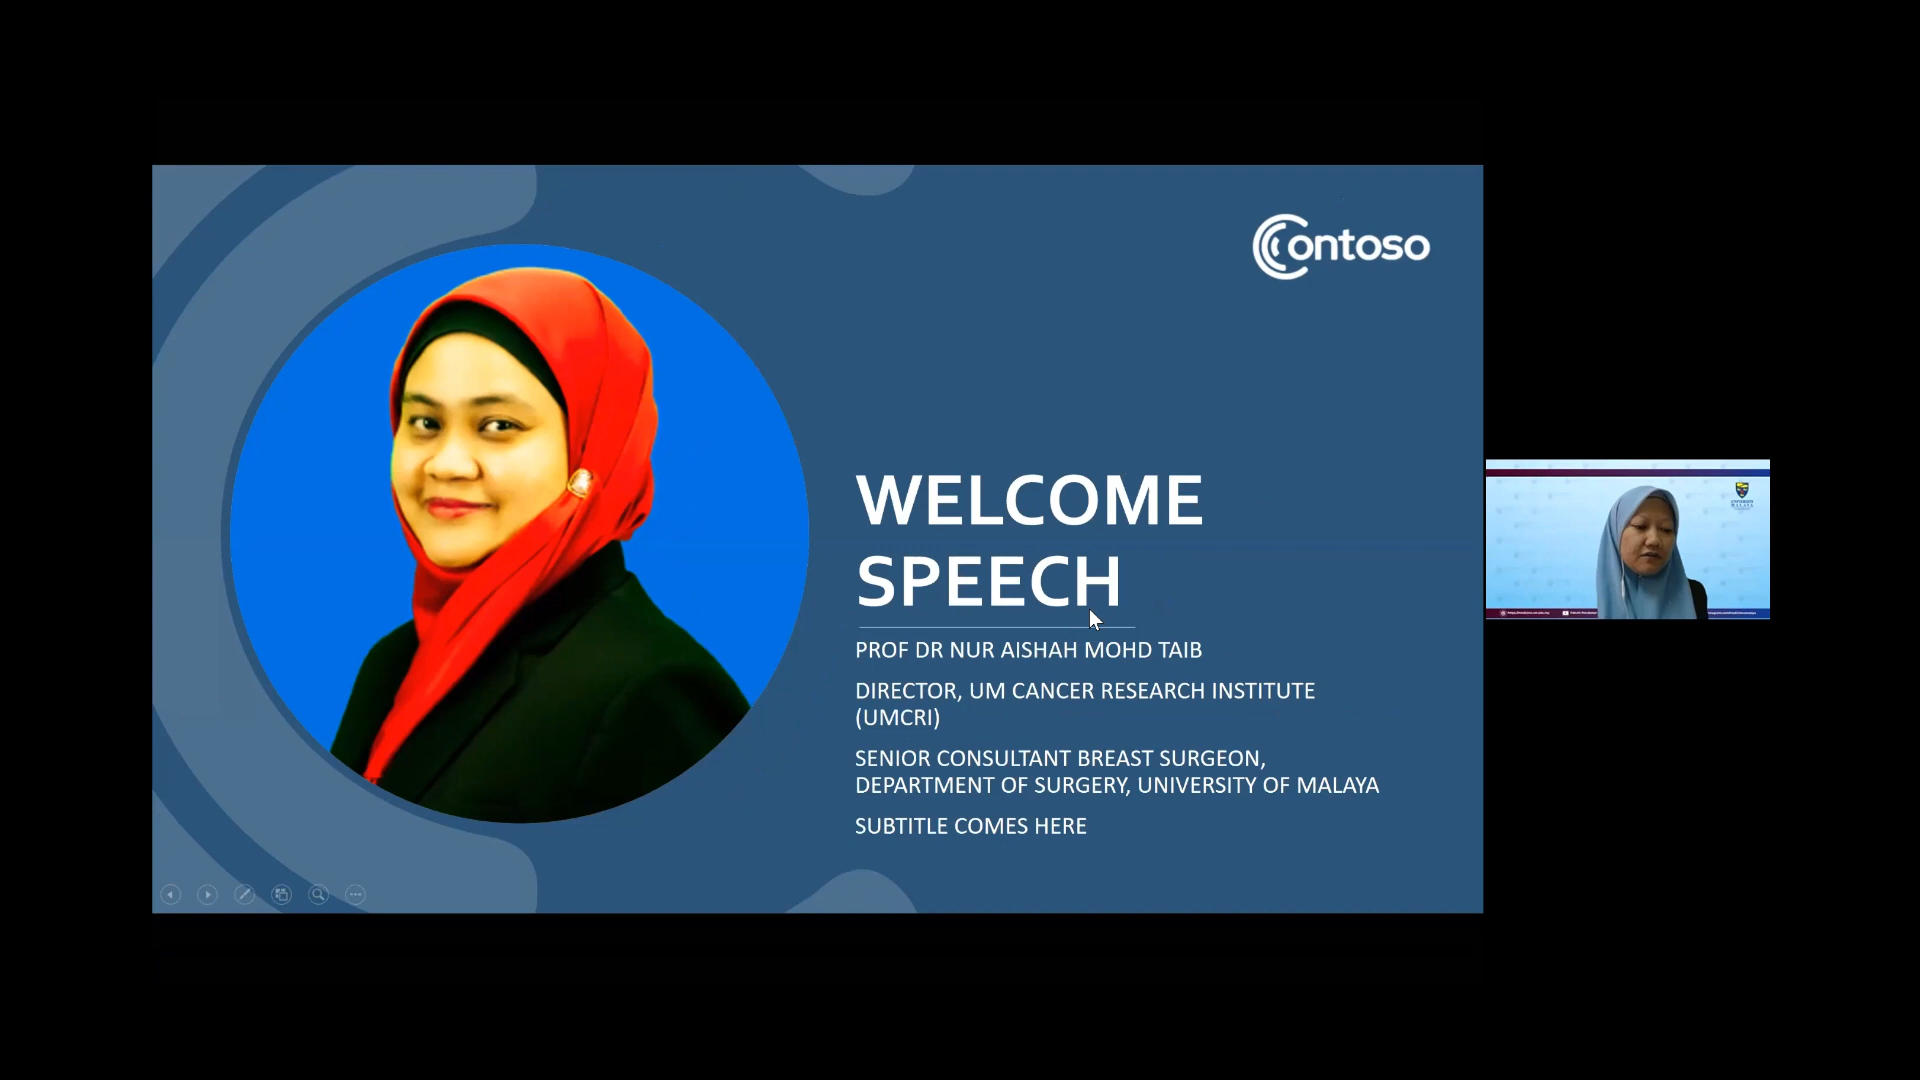 Contoso
WELCOME
SPEECH
PROF DR NUR AISHAH MOHD TAIB
DIRECTOR, UM CANCER RESEARCH INSTITUTE
(UMCRI)
SENIOR CONSULTANT BREAST SURGEON,
DEPARTMENT OF SURGERY, UNIVERSITY OF MALAYA
SUBTITLE COMES HERE